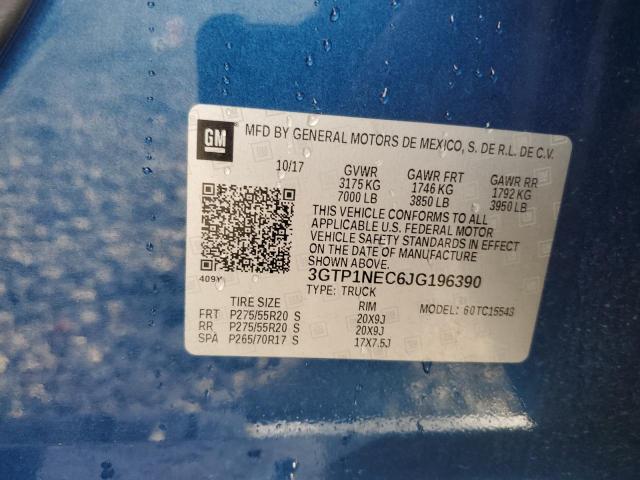 GM MFD BY GENERAL MOTORS DE MEXICO, S. DE R.L. DE C.V.
10/17 GVWR GAWR FRT GAWR RR
3175 KG 1746 KG 1792 KG
7000 LB 3850 LB 3950 LB
THIS VEHICLE CONFORMS TO ALL
APPLICABLE U.S. FEDERAL MOTOR
VEHICLE SAFETY STANDARDS IN EFFECT
ON THE DATE OF MANUFACTURE
SHOWN ABOVE.
409Y 3GTP1NEC6JG196390
TYPE: TRUCK
TIRE SIZE RIM MODEL: 60TC15543
FRT P275/55R20 S 20X9J
RR P275/55R20 S 20X9J
SPA P265/70R17 S 17X7.5J